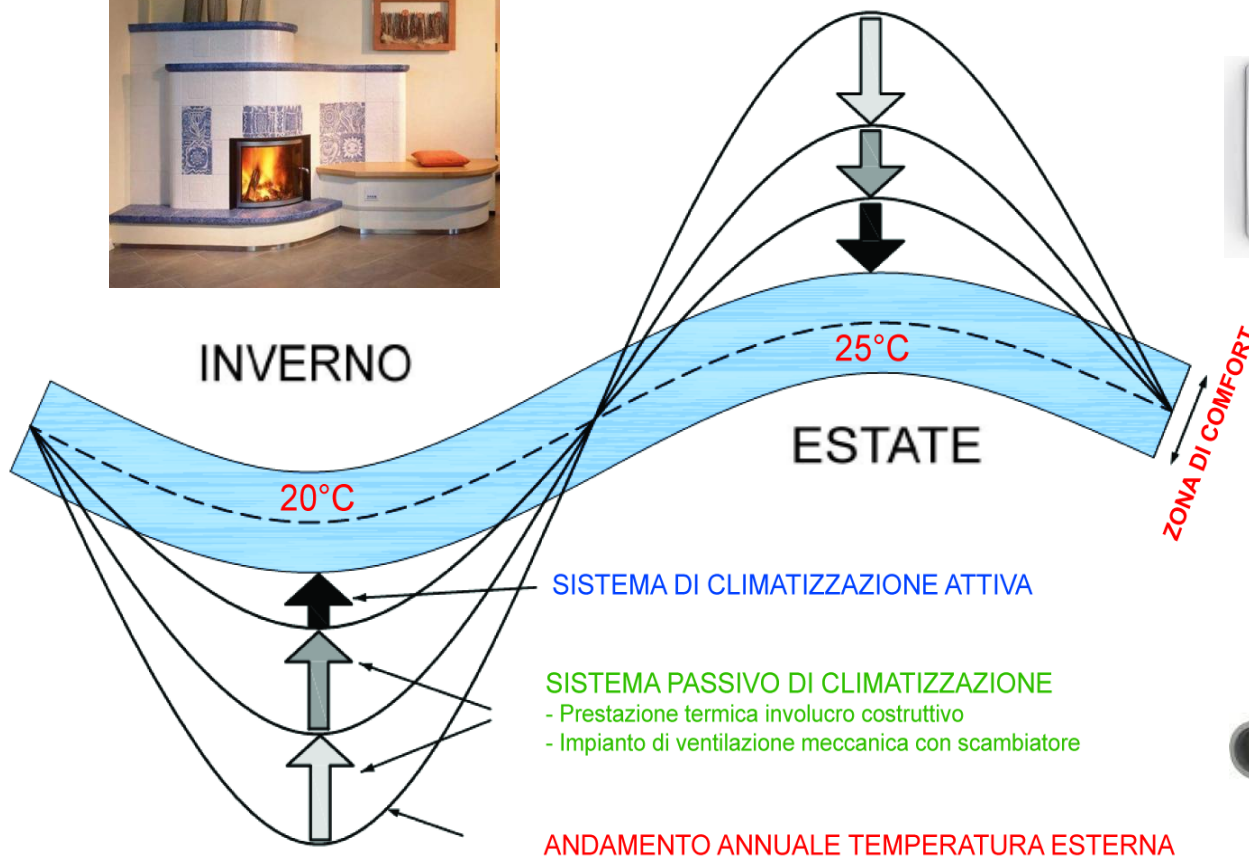 INVERNO
25°C
ZONA DI COMFORT
ESTATE
20°C
SISTEMA DI CLIMATIZZAZIONE ATTIVA
SISTEMA PASSIVO DI CLIMATIZZAZIONE
- Prestazione termica involucro costruttivo
- Impianto di ventilazione meccanica con scambiatore
ANDAMENTO ANNUALE TEMPERATURA ESTERNA